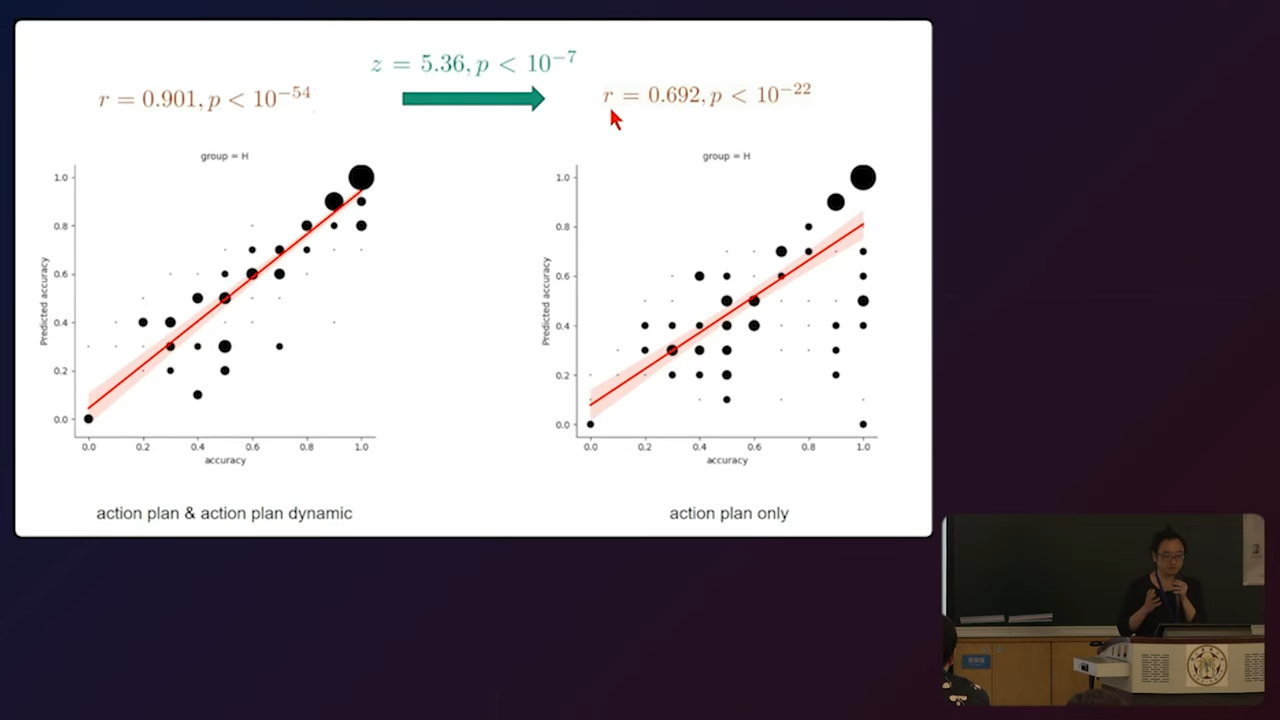 z = 5.36, p < 10^{-7}
r = 0.901, p < 10^{-54}
r = 0.692, p < 10^{-22}
group = H
1.0
0.8
0.6
0.4
0.2
0.0
Predicted accuracy
0.0 0.2 0.4 0.6 0.8 1.0
accuracy
action plan & action plan dynamic
group = H
1.0
0.8
0.6
0.4
0.2
0.0
Predicted accuracy
0.0 0.2 0.4 0.6 0.8 1.0
accuracy
action plan only